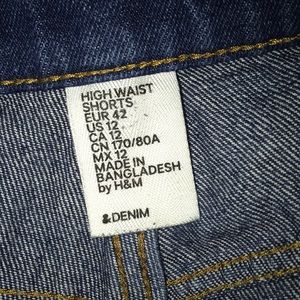 HIGH WAIST
SHORTS
EUR 42
US 12
CA 12
CN 170/80A
MX 12
MADE IN
BANGLADESH
by H&M
&DENIM